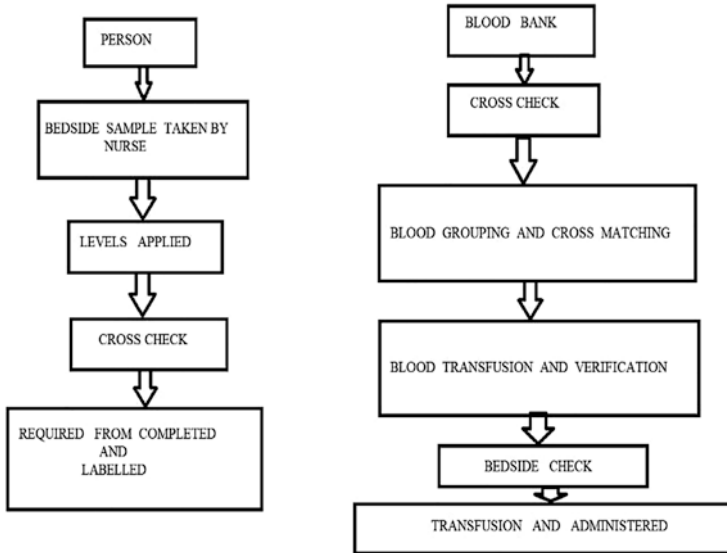 PERSON
BEDSIDE SAMPLE TAKEN BY
NURSE
LEVELS APPLIED
CROSS CHECK
REQUIRED FROM COMPLETED
AND
LABELLED
BLOOD BANK
CROSS CHECK
BLOOD GROUPING AND CROSS MATCHING
BLOOD TRANSFUSION AND VERIFICATION
BEDSIDE CHECK
TRANSFUSION AND ADMINISTERED